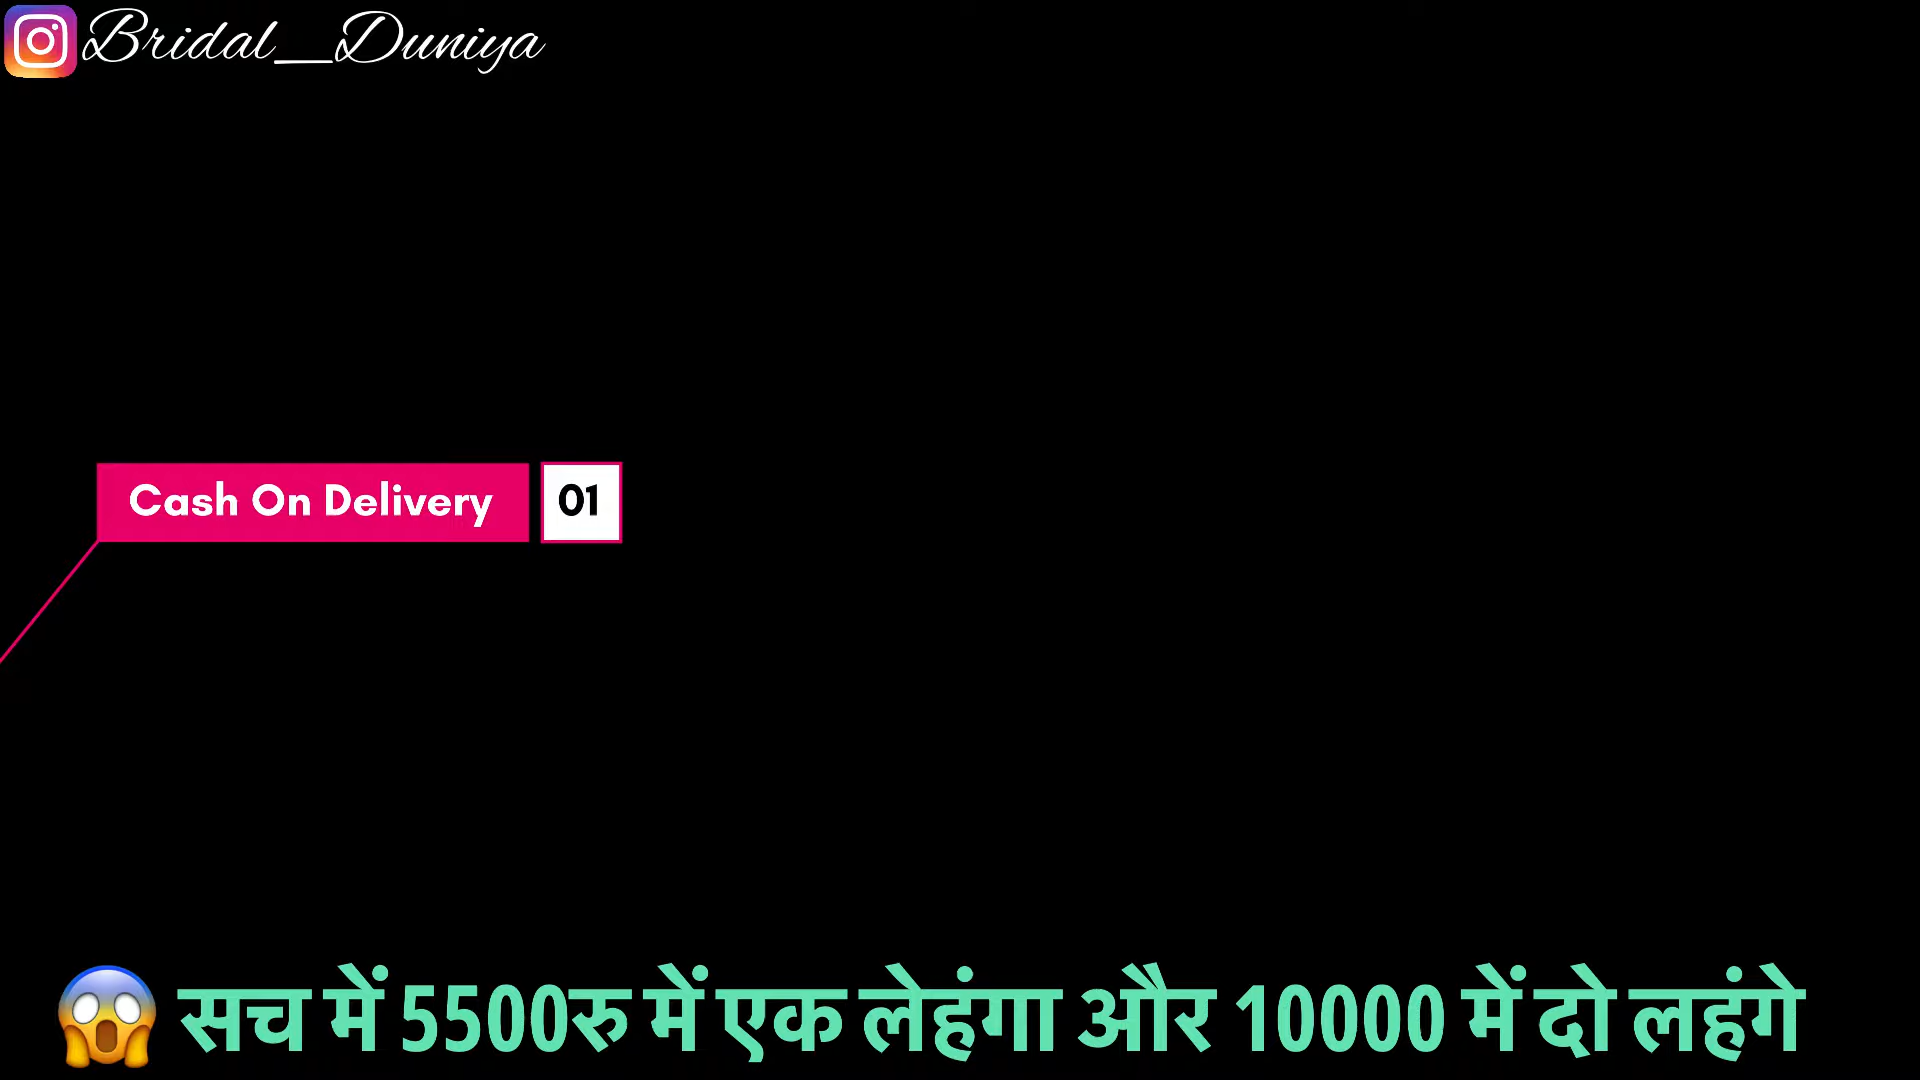 Bridal_Duniya
Cash On Delivery 01
😱 सच में 5500रु में एक लेहंगा और 10000 में दो लहंगे